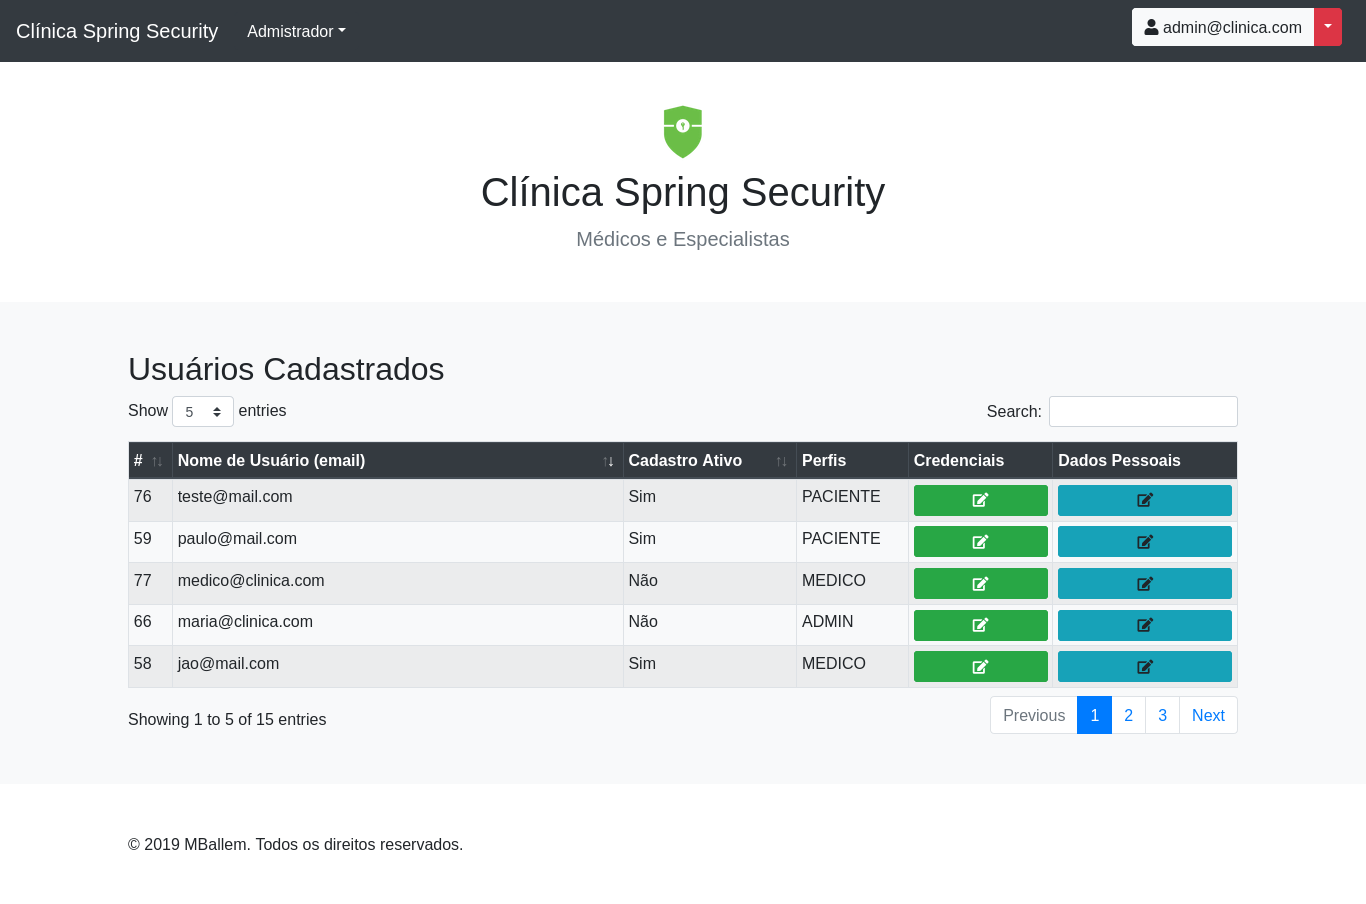 Clínica Spring Security Admistrador admin@clinica.com
Clínica Spring Security
Médicos e Especialistas
Usuários Cadastrados
Show 5 entries Search:
# Nome de Usuário (email) Cadastro Ativo Perfis Credenciais Dados Pessoais
76 teste@mail.com Sim PACIENTE
59 paulo@mail.com Sim PACIENTE
77 medico@clinica.com Não MEDICO
66 maria@clinica.com Não ADMIN
58 jao@mail.com Sim MEDICO
Showing 1 to 5 of 15 entries Previous 1 2 3 Next
© 2019 MBallem. Todos os direitos reservados.